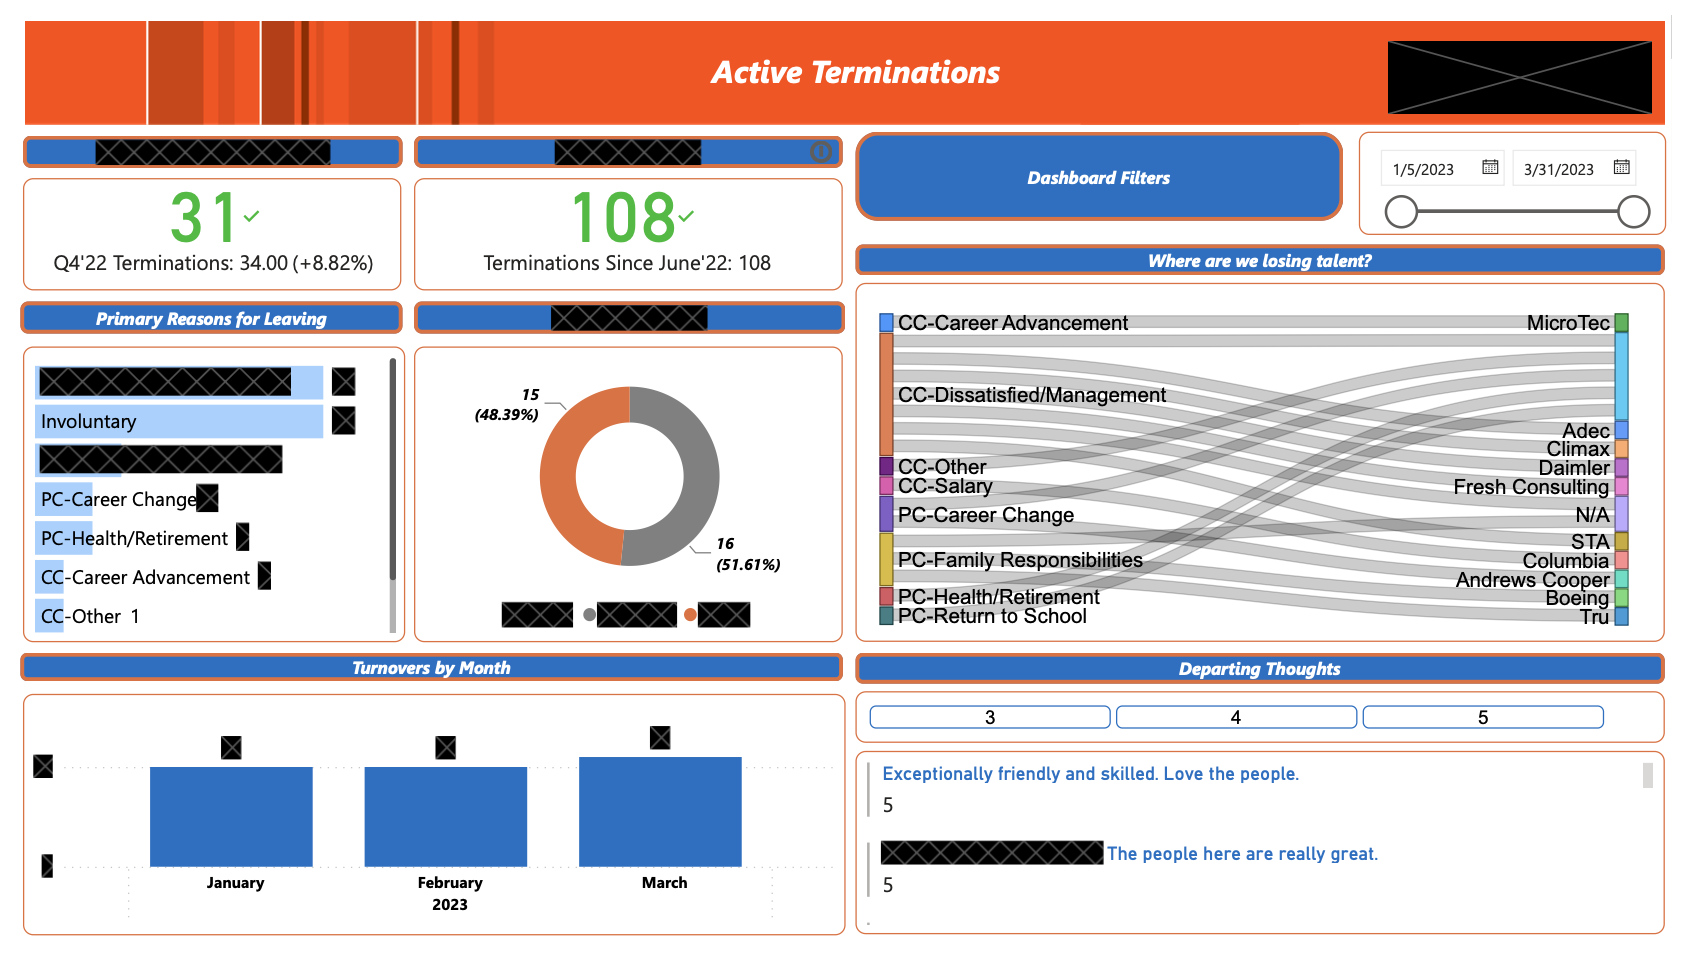 Active Terminations
31
Q4'22 Terminations: 34.00 (+8.82%)
108
Terminations Since June'22: 108
Dashboard Filters
1/5/2023
3/31/2023
Where are we losing talent?
Primary Reasons for Leaving
Involuntary
PC-Career Change
PC-Health/Retirement
CC-Career Advancement
CC-Other 1
15
(48.39%)
16
(51.61%)
CC-Career Advancement
CC-Dissatisfied/Management
CC-Other
CC-Salary
PC-Career Change
PC-Family Responsibilities
PC-Health/Retirement
PC-Return to School
MicroTec
Adec
Climax
Daimler
Fresh Consulting
N/A
STA
Columbia
Andrews Cooper
Boeing
Tru
Turnovers by Month
January
February
March
2023
Departing Thoughts
3
4
5
Exceptionally friendly and skilled. Love the people.
5
The people here are really great.
5